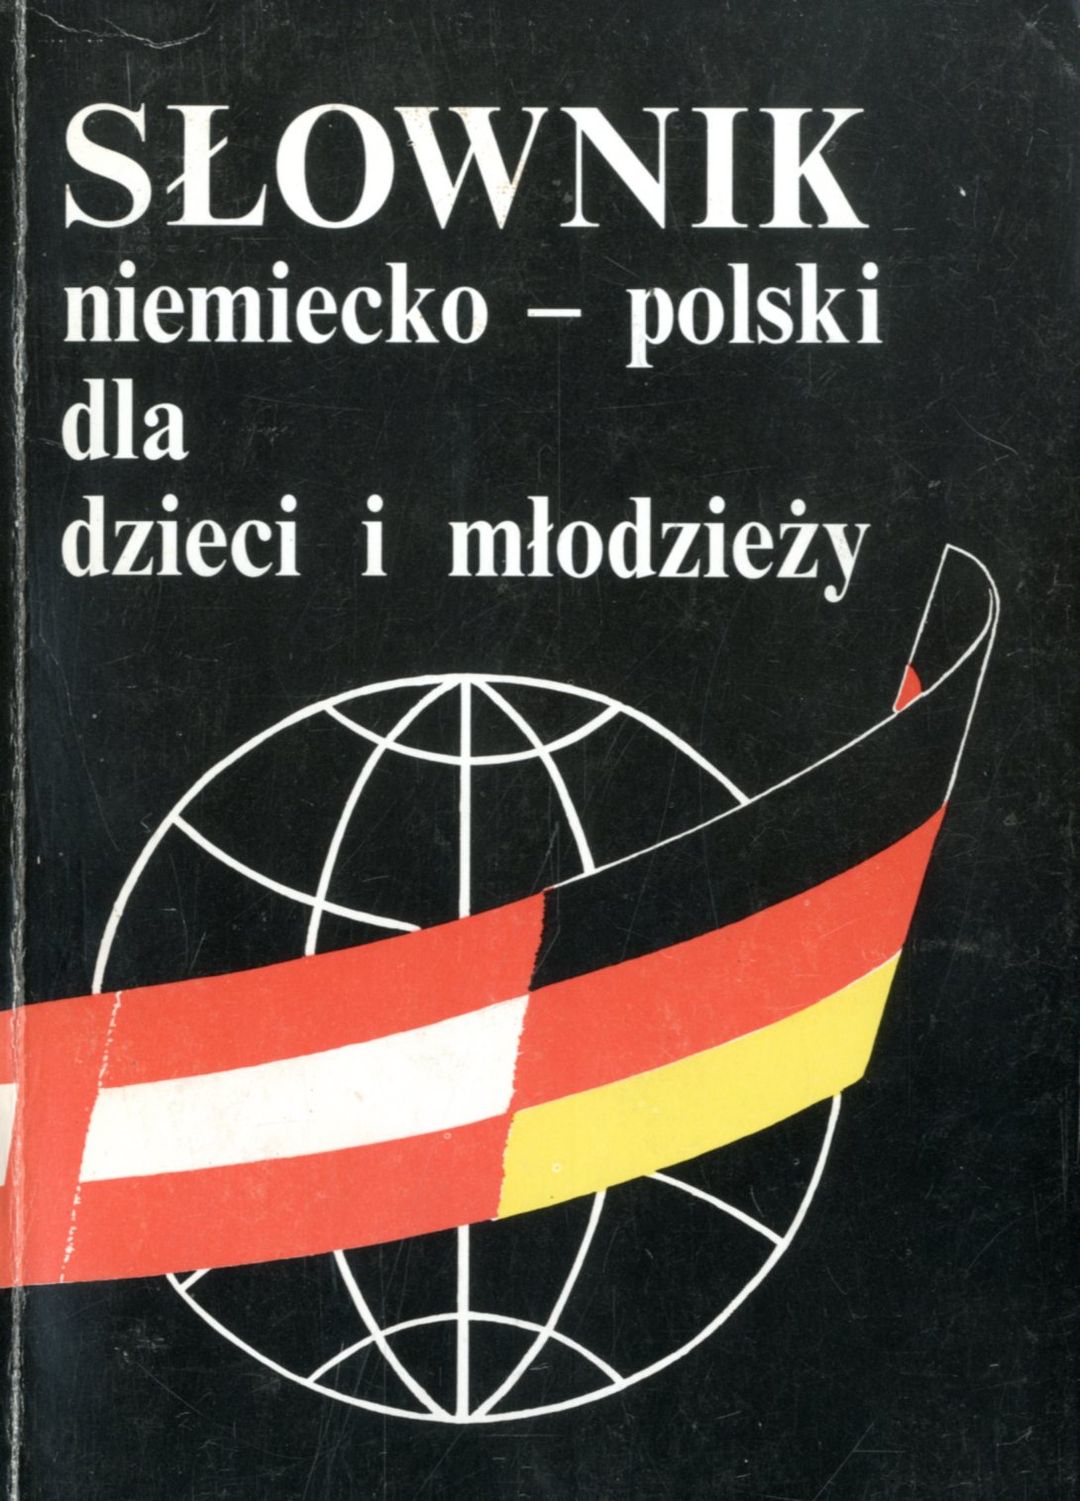 SŁOWNIK
niemiecko – polski
dla
dzieci i młodzieży